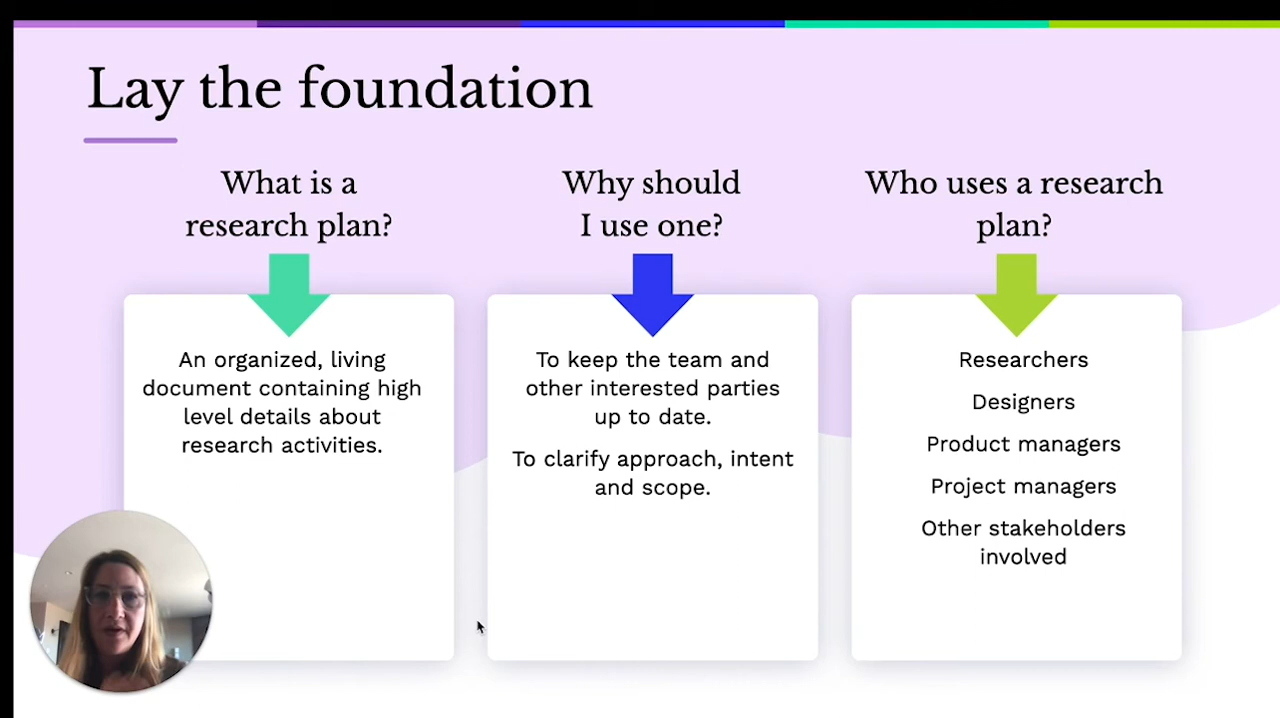 Lay the foundation
What is a
research plan?
An organized, living
document containing high
level details about
research activities.
Why should
I use one?
To keep the team and
other interested parties
up to date.
To clarify approach, intent
and scope.
Who uses a research
plan?
Researchers
Designers
Product managers
Project managers
Other stakeholders
involved